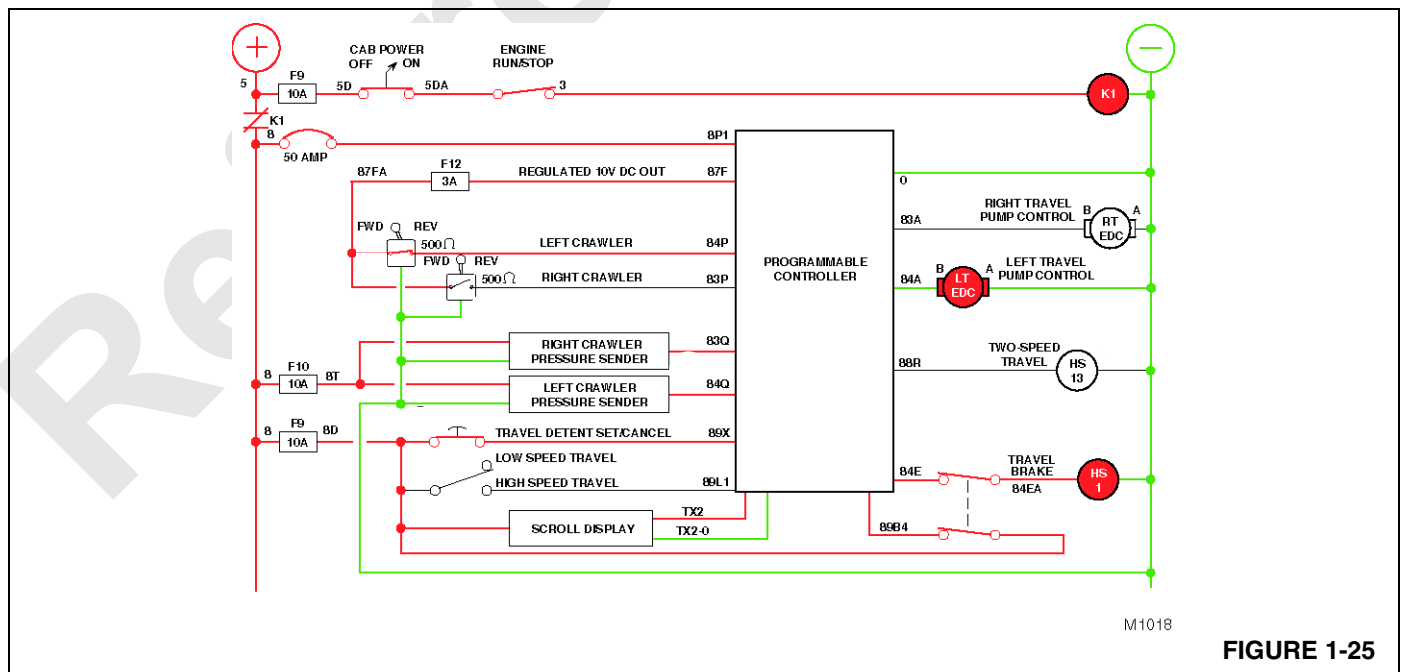 +
−
CAB POWER
OFF ON
ENGINE
RUN/STOP
5
F9
10A
5D
5DA
3
K1
K1
8
50 AMP
8P1
87FA
F12
3A
REGULATED 10V DC OUT
87F
0
FWD REV
500Ω
LEFT CRAWLER
84P
FWD REV
500Ω
RIGHT CRAWLER
83P
PROGRAMMABLE
CONTROLLER
83A
RIGHT TRAVEL
PUMP CONTROL
B
A
RT
EDC
84A
LEFT TRAVEL
PUMP CONTROL
B
A
LT
EDC
RIGHT CRAWLER
PRESSURE SENDER
83Q
8
F10
10A
8T
LEFT CRAWLER
PRESSURE SENDER
84Q
88R
TWO-SPEED
TRAVEL
HS
13
8
F9
10A
8D
TRAVEL DETENT SET/CANCEL
89X
LOW SPEED TRAVEL
HIGH SPEED TRAVEL
89L1
84E
TRAVEL
BRAKE
84EA
HS
1
SCROLL DISPLAY
TX2
TX2-0
89B4
M1018
FIGURE 1-25